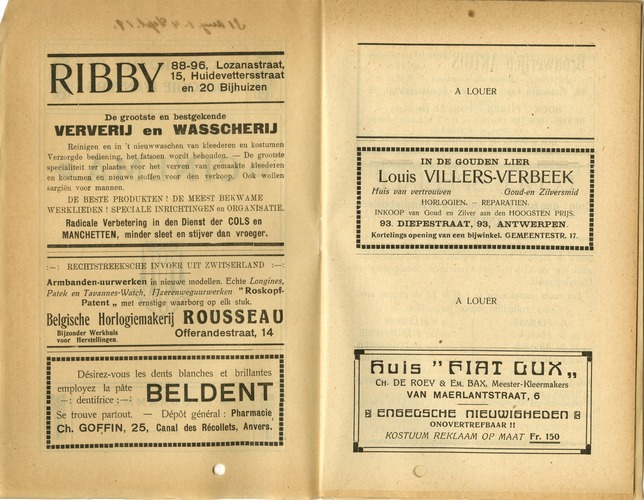 RIBBY
88-96, Lozanastraat,
15, Huidevettersstraat
en 20 Bijhuizen
De grootste en bestgekende
VERVERIJ en WASSCHERIJ
Reinigen en in 't nieuwwaschen van kleederen en kostumen
Verzorgde bediening, het fatsoen wordt behouden. — De grootste
specialiteit ter plaatse voor het verven van gemaakte kleederen
en kostumen en nieuwe stoffen voor den verkoop. Ook wollen
sargiën voor mannen.
DE BESTE PRODUKTEN ! DE MEEST BEKWAME
WERKLIEDEN ! SPECIALE INRICHTINGEN en ORGANISATIE.
Radicale Verbetering in den Dienst der COLS en
MANCHETTEN, minder sleet en stijver dan vroeger.
:—: RECHTSTREEKSCHE INVOER UIT ZWITSERLAND :—:
Armbanden-uurwerken in nieuwe modellen. Echte Longines,
Patek en Tavannes-Watch, IJzerenweguurwerken "Roskopf-
Patent„ met ernstige waarborg op elk stuk.
Belgische Horlogiemakerij ROUSSEAU
Bijzonder Werkhuis
voor Herstellingen.
Offerandestraat, 14
Désirez-vous les dents blanches et brillantes
employez la pâte
—: dentifrice :—:
BELDENT
Se trouve partout. — Dépôt général : Pharmacie
Ch. GOFFIN, 25, Canal des Récollets, Anvers.
A LOUER
IN DE GOUDEN LIER
Louis VILLERS-VERBEEK
Huis van vertrouwen Goud-en Zilversmid
HORLOGIEN. – REPARATIEN.
INKOOP van Goud en Zilver aan den HOOGSTEN PRIJS.
93. DIEPESTRAAT, 93, ANTWERPEN.
Kortelings opening van een bijwinkel. GEMEENTESTR. 17.
A LOUER
Huis "FIAT LUX„
CH. DE ROEY & EM. BAX, Meester-Kleermakers
VAN MAERLANTSTRAAT, 6
ENGELSCHE NIEUWIGHEDEN
ONOVERTREFBAAR !!
KOSTUUM REKLAAM OP MAAT Fr. 150